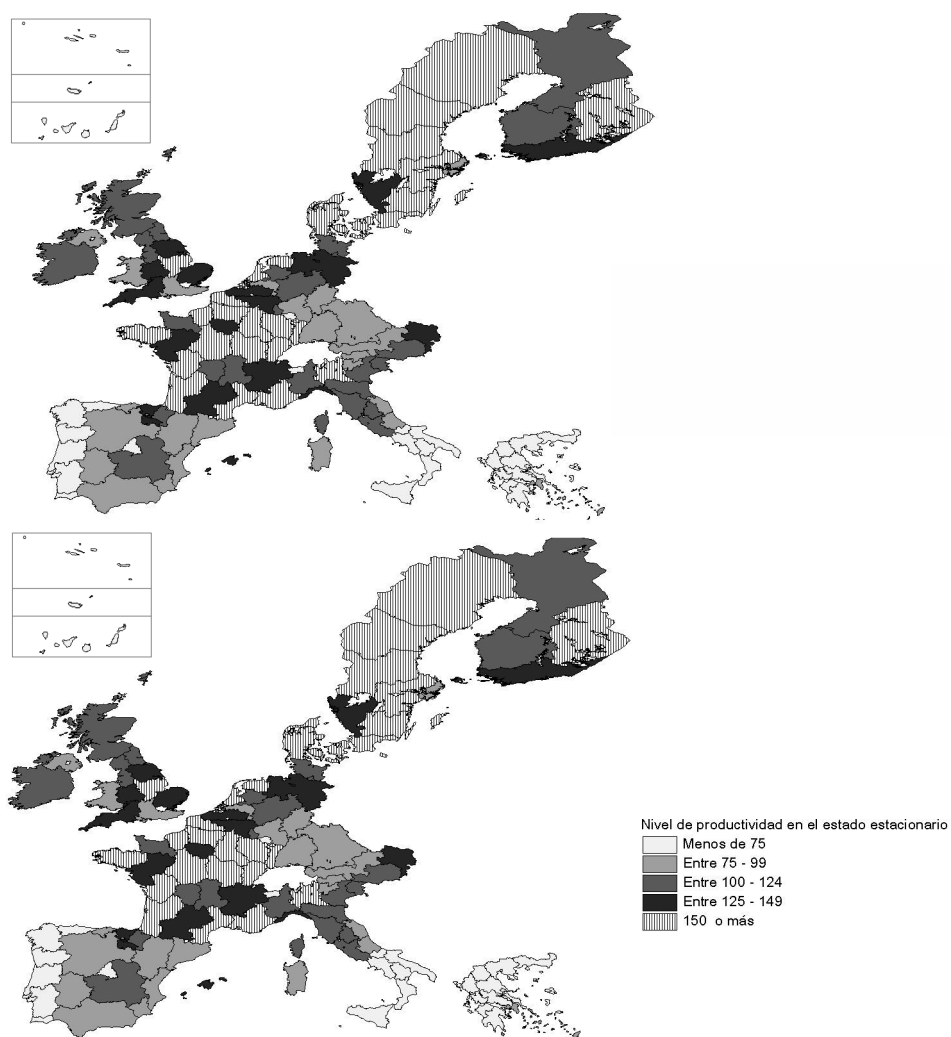 Nivel de productividad en el estado estacionario
Menos de 75
Entre 75 - 99
Entre 100 - 124
Entre 125 - 149
150 o más